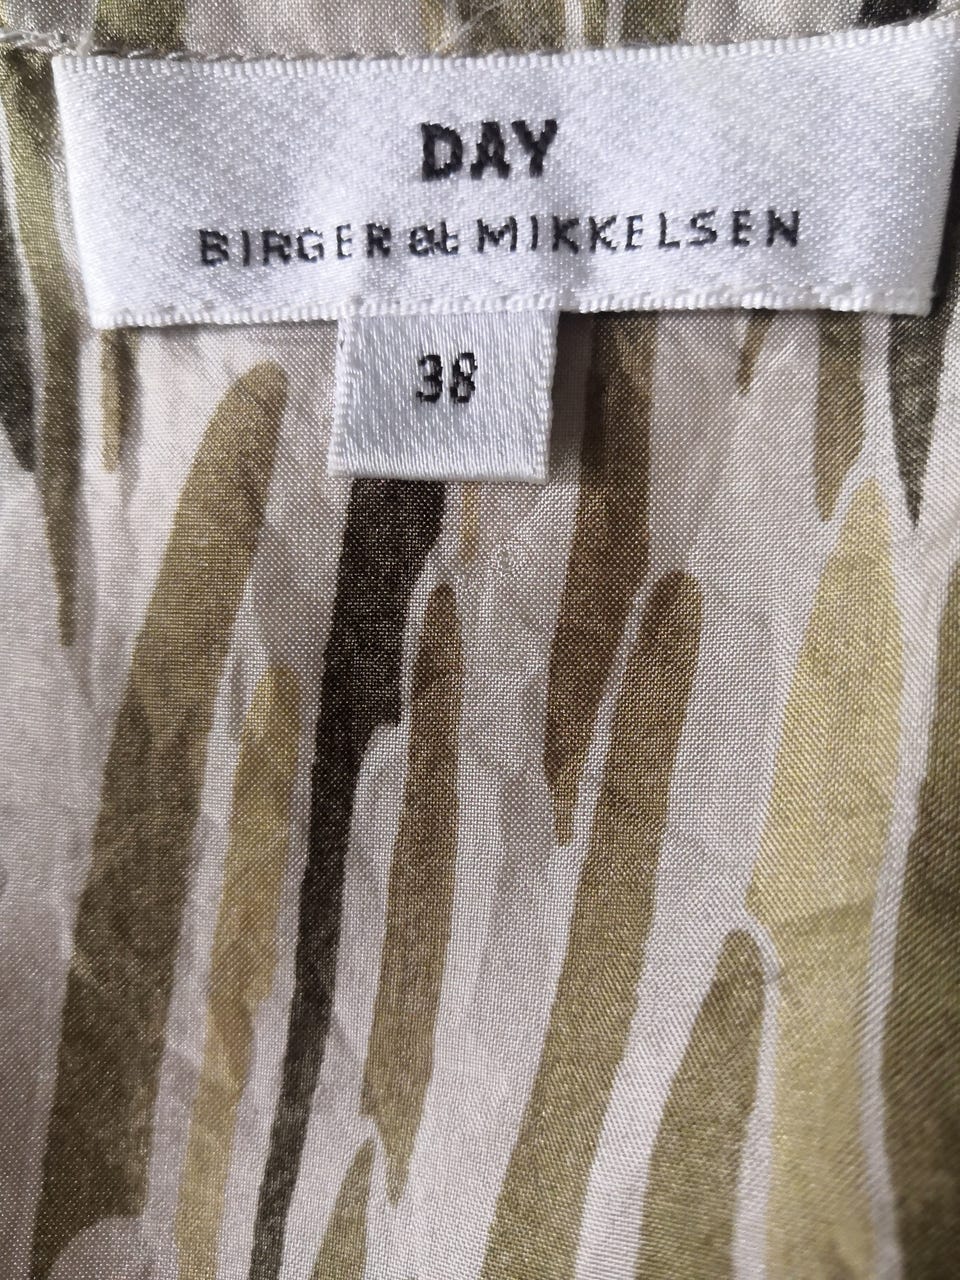 DAY
BIRGER et MIKKELSEN
38